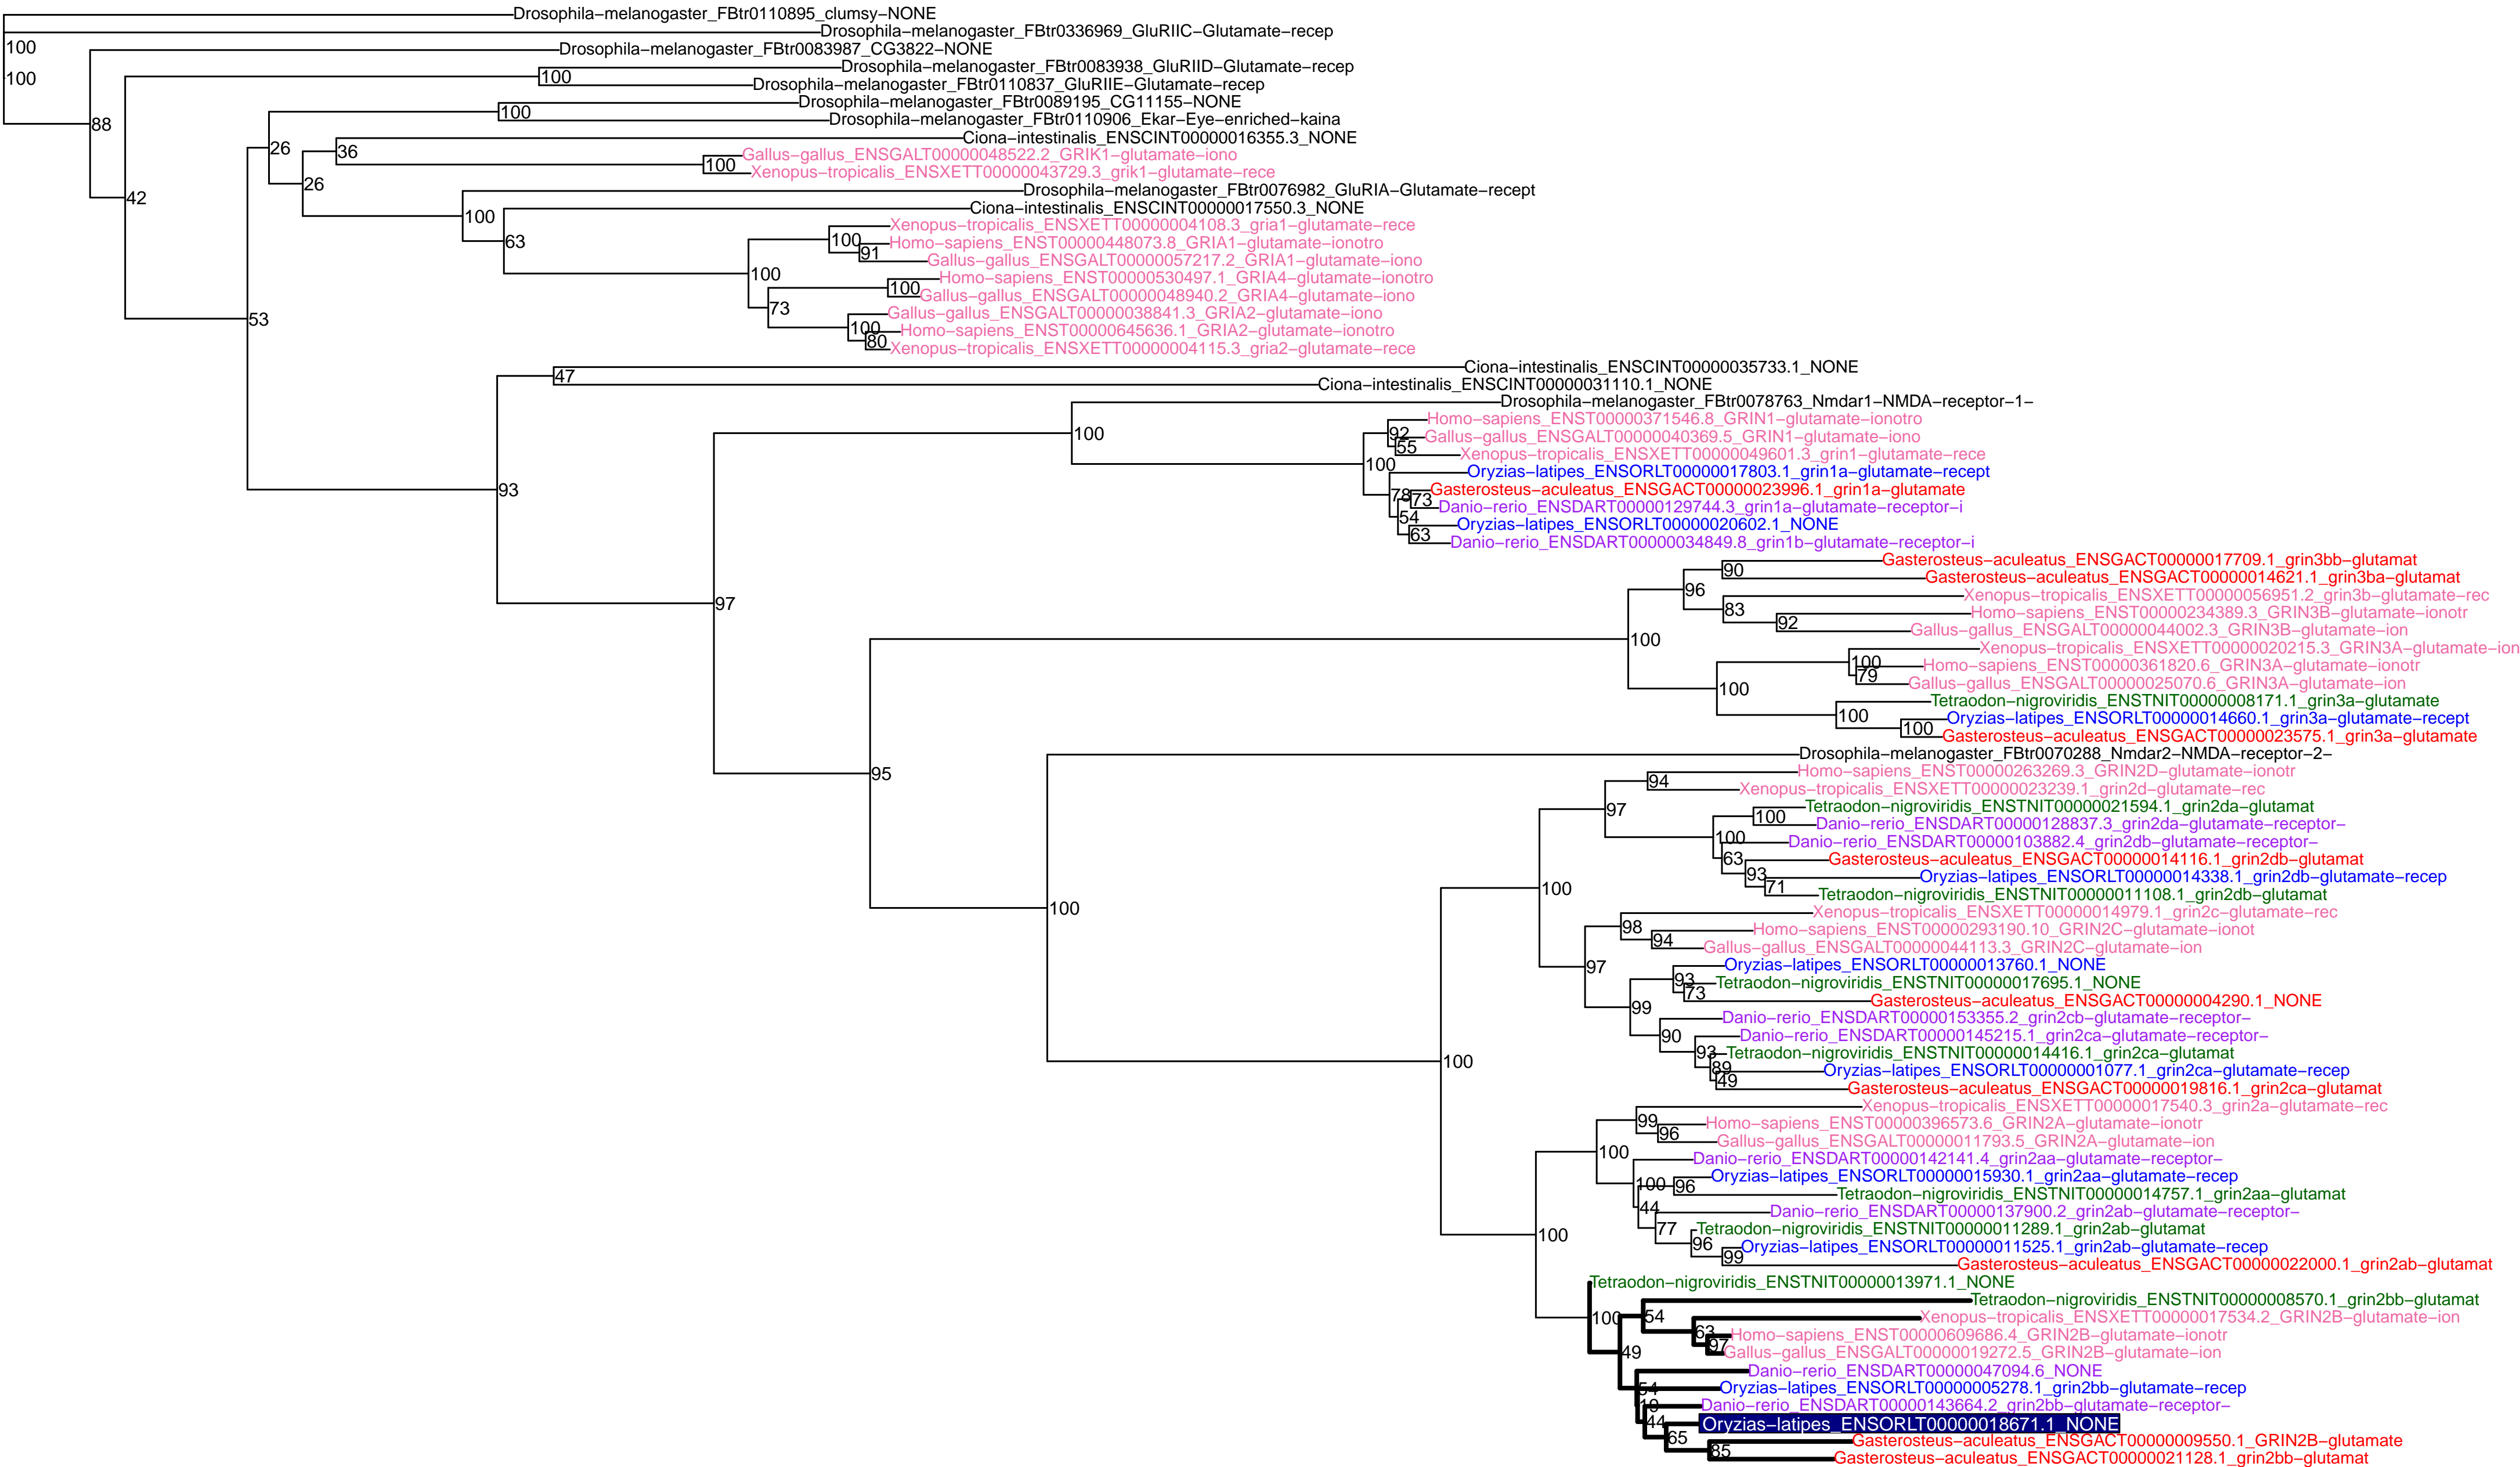 Drosophila−melanogaster_FBtr0110895_clumsy−NONE
Drosophila−melanogaster_FBtr0336969_GluRIIC−Glutamate−recep
100
Drosophila−melanogaster_FBtr0083987_CG3822−NONE
Drosophila−melanogaster_FBtr0083938_GluRIID−Glutamate−recep
100
100
Drosophila−melanogaster_FBtr0110837_GluRIIE−Glutamate−recep
Drosophila−melanogaster_FBtr0089195_CG11155−NONE
100
Drosophila−melanogaster_FBtr0110906_Ekar−Eye−enriched−kaina
88
Ciona−intestinalis_ENSCINT00000016355.3_NONE
26
36
Gallus−gallus_ENSGALT00000048522.2_GRIK1−glutamate−iono
100
Xenopus−tropicalis_ENSXETT00000043729.3_grik1−glutamate−rece
26
Drosophila−melanogaster_FBtr0076982_GluRIA−Glutamate−recept
42
Ciona−intestinalis_ENSCINT00000017550.3_NONE
100
Xenopus−tropicalis_ENSXETT00000004108.3_gria1−glutamate−rece
63
100
Homo−sapiens_ENST00000448073.8_GRIA1−glutamate−ionotro
91
Gallus−gallus_ENSGALT00000057217.2_GRIA1−glutamate−iono
100
Homo−sapiens_ENST00000530497.1_GRIA4−glutamate−ionotro
100
Gallus−gallus_ENSGALT00000048940.2_GRIA4−glutamate−iono
73
Gallus−gallus_ENSGALT00000038841.3_GRIA2−glutamate−iono
53
100
Homo−sapiens_ENST00000645636.1_GRIA2−glutamate−ionotro
80
Xenopus−tropicalis_ENSXETT00000004115.3_gria2−glutamate−rece
Ciona−intestinalis_ENSCINT00000035733.1_NONE
47
Ciona−intestinalis_ENSCINT00000031110.1_NONE
Drosophila−melanogaster_FBtr0078763_Nmdar1−NMDA−receptor−1−
Homo−sapiens_ENST00000371546.8_GRIN1−glutamate−ionotro
100
92
Gallus−gallus_ENSGALT00000040369.5_GRIN1−glutamate−iono
55
Xenopus−tropicalis_ENSXETT00000049601.3_grin1−glutamate−rece
100
Oryzias−latipes_ENSORLT00000017803.1_grin1a−glutamate−recept
93
Gasterosteus−aculeatus_ENSGACT00000023996.1_grin1a−glutamate
78
73
Danio−rerio_ENSDART00000129744.3_grin1a−glutamate−receptor−i
54
Oryzias−latipes_ENSORLT00000020602.1_NONE
63
Danio−rerio_ENSDART00000034849.8_grin1b−glutamate−receptor−i
Gasterosteus−aculeatus_ENSGACT00000017709.1_grin3bb−glutamat
90
Gasterosteus−aculeatus_ENSGACT00000014621.1_grin3ba−glutamat
96
Xenopus−tropicalis_ENSXETT00000056951.2_grin3b−glutamate−rec
97
83
Homo−sapiens_ENST00000234389.3_GRIN3B−glutamate−ionotr
92
Gallus−gallus_ENSGALT00000044002.3_GRIN3B−glutamate−ion
100
Xenopus−tropicalis_ENSXETT00000020215.3_GRIN3A−glutamate−ion
100
Homo−sapiens_ENST00000361820.6_GRIN3A−glutamate−ionotr
79
Gallus−gallus_ENSGALT00000025070.6_GRIN3A−glutamate−ion
100
Tetraodon−nigroviridis_ENSTNIT00000008171.1_grin3a−glutamate
100
Oryzias−latipes_ENSORLT00000014660.1_grin3a−glutamate−recept
100
Gasterosteus−aculeatus_ENSGACT00000023575.1_grin3a−glutamate
Drosophila−melanogaster_FBtr0070288_Nmdar2−NMDA−receptor−2−
95
Homo−sapiens_ENST00000263269.3_GRIN2D−glutamate−ionotr
94
Xenopus−tropicalis_ENSXETT00000023239.1_grin2d−glutamate−rec
97
Tetraodon−nigroviridis_ENSTNIT00000021594.1_grin2da−glutamat
100
Danio−rerio_ENSDART00000128837.3_grin2da−glutamate−receptor−
100
Danio−rerio_ENSDART00000103882.4_grin2db−glutamate−receptor−
63
Gasterosteus−aculeatus_ENSGACT00000014116.1_grin2db−glutamat
93
Oryzias−latipes_ENSORLT00000014338.1_grin2db−glutamate−recep
100
71
Tetraodon−nigroviridis_ENSTNIT00000011108.1_grin2db−glutamat
100
Xenopus−tropicalis_ENSXETT00000014979.1_grin2c−glutamate−rec
98
Homo−sapiens_ENST00000293190.10_GRIN2C−glutamate−ionot
94
Gallus−gallus_ENSGALT00000044113.3_GRIN2C−glutamate−ion
97
Oryzias−latipes_ENSORLT00000013760.1_NONE
93
Tetraodon−nigroviridis_ENSTNIT00000017695.1_NONE
73
Gasterosteus−aculeatus_ENSGACT00000004290.1_NONE
99
Danio−rerio_ENSDART00000153355.2_grin2cb−glutamate−receptor−
90
Danio−rerio_ENSDART00000145215.1_grin2ca−glutamate−receptor−
93
Tetraodon−nigroviridis_ENSTNIT00000014416.1_grin2ca−glutamat
100
89
Oryzias−latipes_ENSORLT00000001077.1_grin2ca−glutamate−recep
49
Gasterosteus−aculeatus_ENSGACT00000019816.1_grin2ca−glutamat
Xenopus−tropicalis_ENSXETT00000017540.3_grin2a−glutamate−rec
99
Homo−sapiens_ENST00000396573.6_GRIN2A−glutamate−ionotr
96
Gallus−gallus_ENSGALT00000011793.5_GRIN2A−glutamate−ion
100
Danio−rerio_ENSDART00000142141.4_grin2aa−glutamate−receptor−
Oryzias−latipes_ENSORLT00000015930.1_grin2aa−glutamate−recep
100
96
Tetraodon−nigroviridis_ENSTNIT00000014757.1_grin2aa−glutamat
44
Danio−rerio_ENSDART00000137900.2_grin2ab−glutamate−receptor−
77
Tetraodon−nigroviridis_ENSTNIT00000011289.1_grin2ab−glutamat
100
96
Oryzias−latipes_ENSORLT00000011525.1_grin2ab−glutamate−recep
99
Gasterosteus−aculeatus_ENSGACT00000022000.1_grin2ab−glutamat
Tetraodon−nigroviridis_ENSTNIT00000013971.1_NONE
Tetraodon−nigroviridis_ENSTNIT00000008570.1_grin2bb−glutamat
100
54
Xenopus−tropicalis_ENSXETT00000017534.2_GRIN2B−glutamate−ion
63
Homo−sapiens_ENST00000609686.4_GRIN2B−glutamate−ionotr
97
Gallus−gallus_ENSGALT00000019272.5_GRIN2B−glutamate−ion
49
Danio−rerio_ENSDART00000047094.6_NONE
54
Oryzias−latipes_ENSORLT00000005278.1_grin2bb−glutamate−recep
19
Danio−rerio_ENSDART00000143664.2_grin2bb−glutamate−receptor−
44
Oryzias−latipes_ENSORLT00000018671.1_NONE
65
Gasterosteus−aculeatus_ENSGACT00000009550.1_GRIN2B−glutamate
85
Gasterosteus−aculeatus_ENSGACT00000021128.1_grin2bb−glutamat